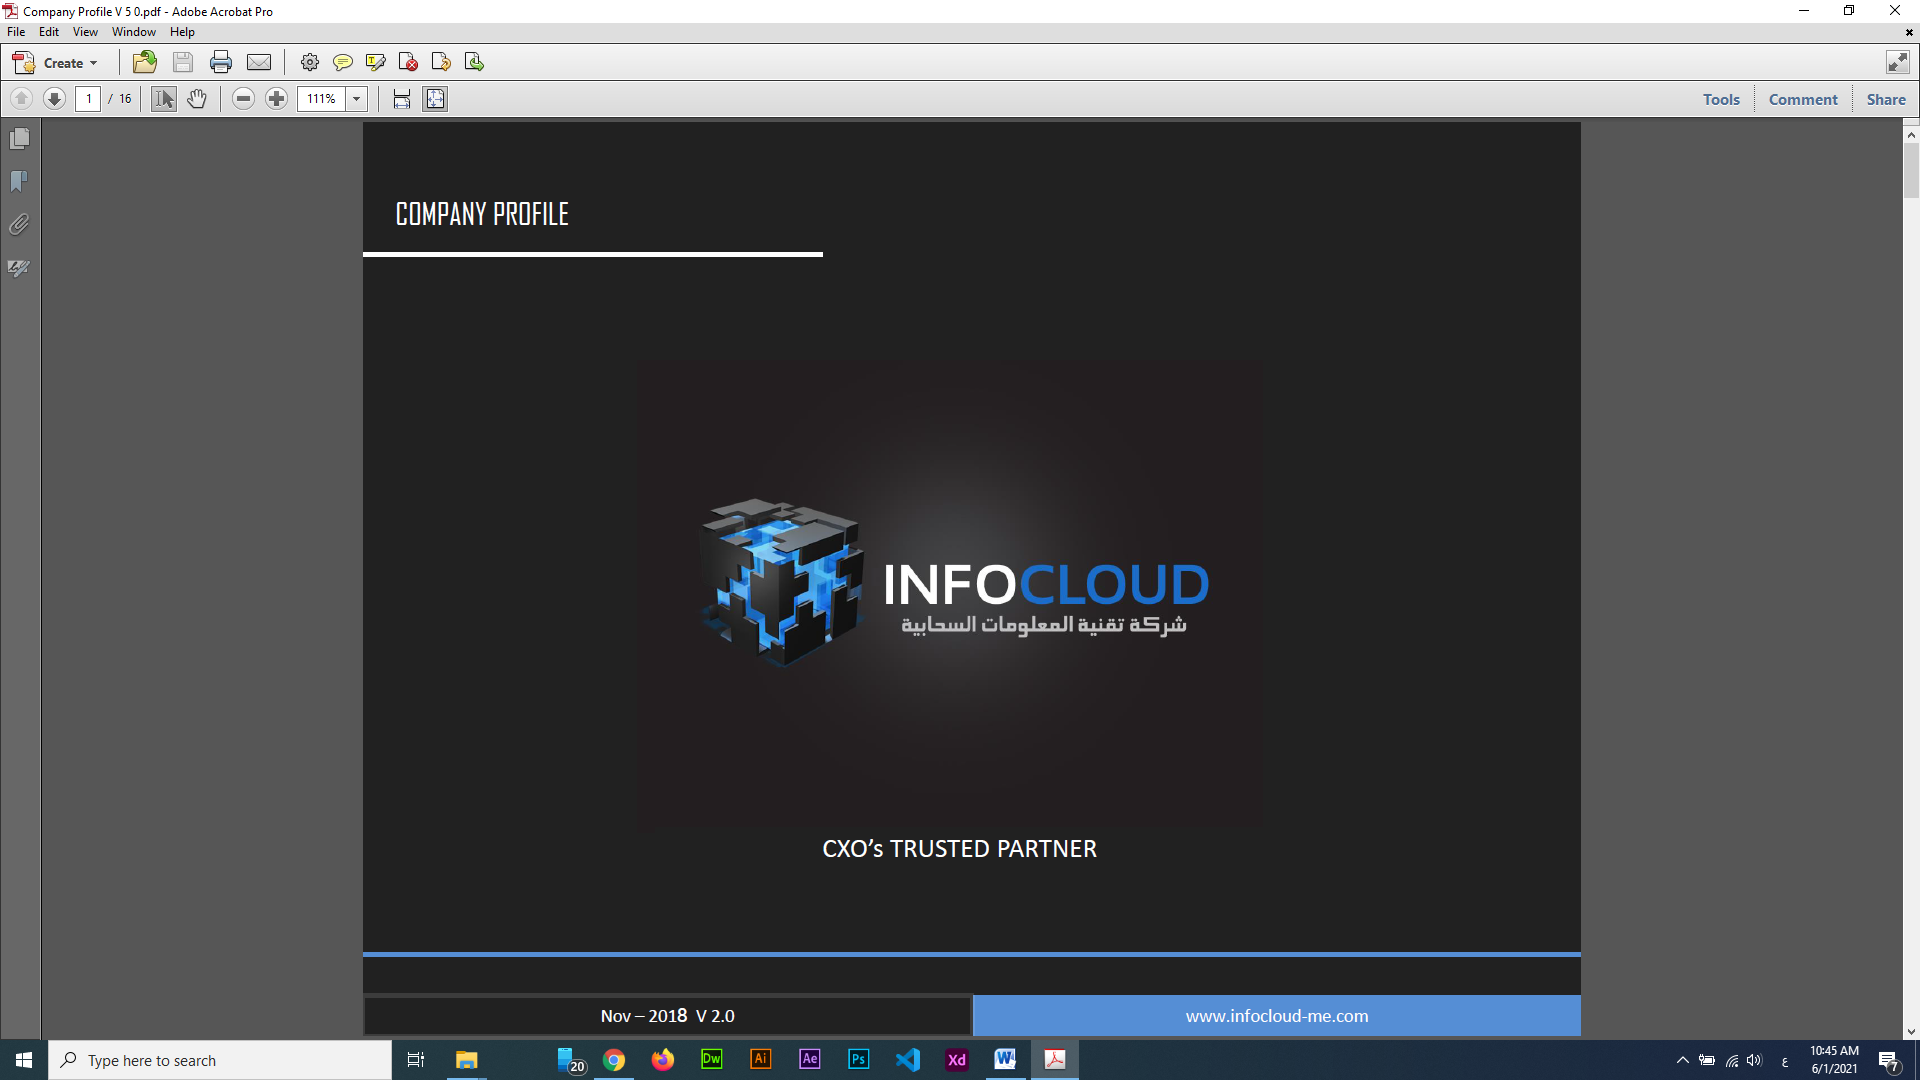 Company Profile V 5 0.pdf - Adobe Acrobat Pro
File Edit View Window Help
Create
1 / 16
111%
Tools Comment Share
COMPANY PROFILE
INFOCLOUD
شركة تقنية المعلومات السحابية
CXO’s TRUSTED PARTNER
Nov – 2018 V 2.0
www.infocloud-me.com
Type here to search
20
Dw
Ai
Ae
Ps
Xd
W
ع
10:45 AM
6/1/2021
7